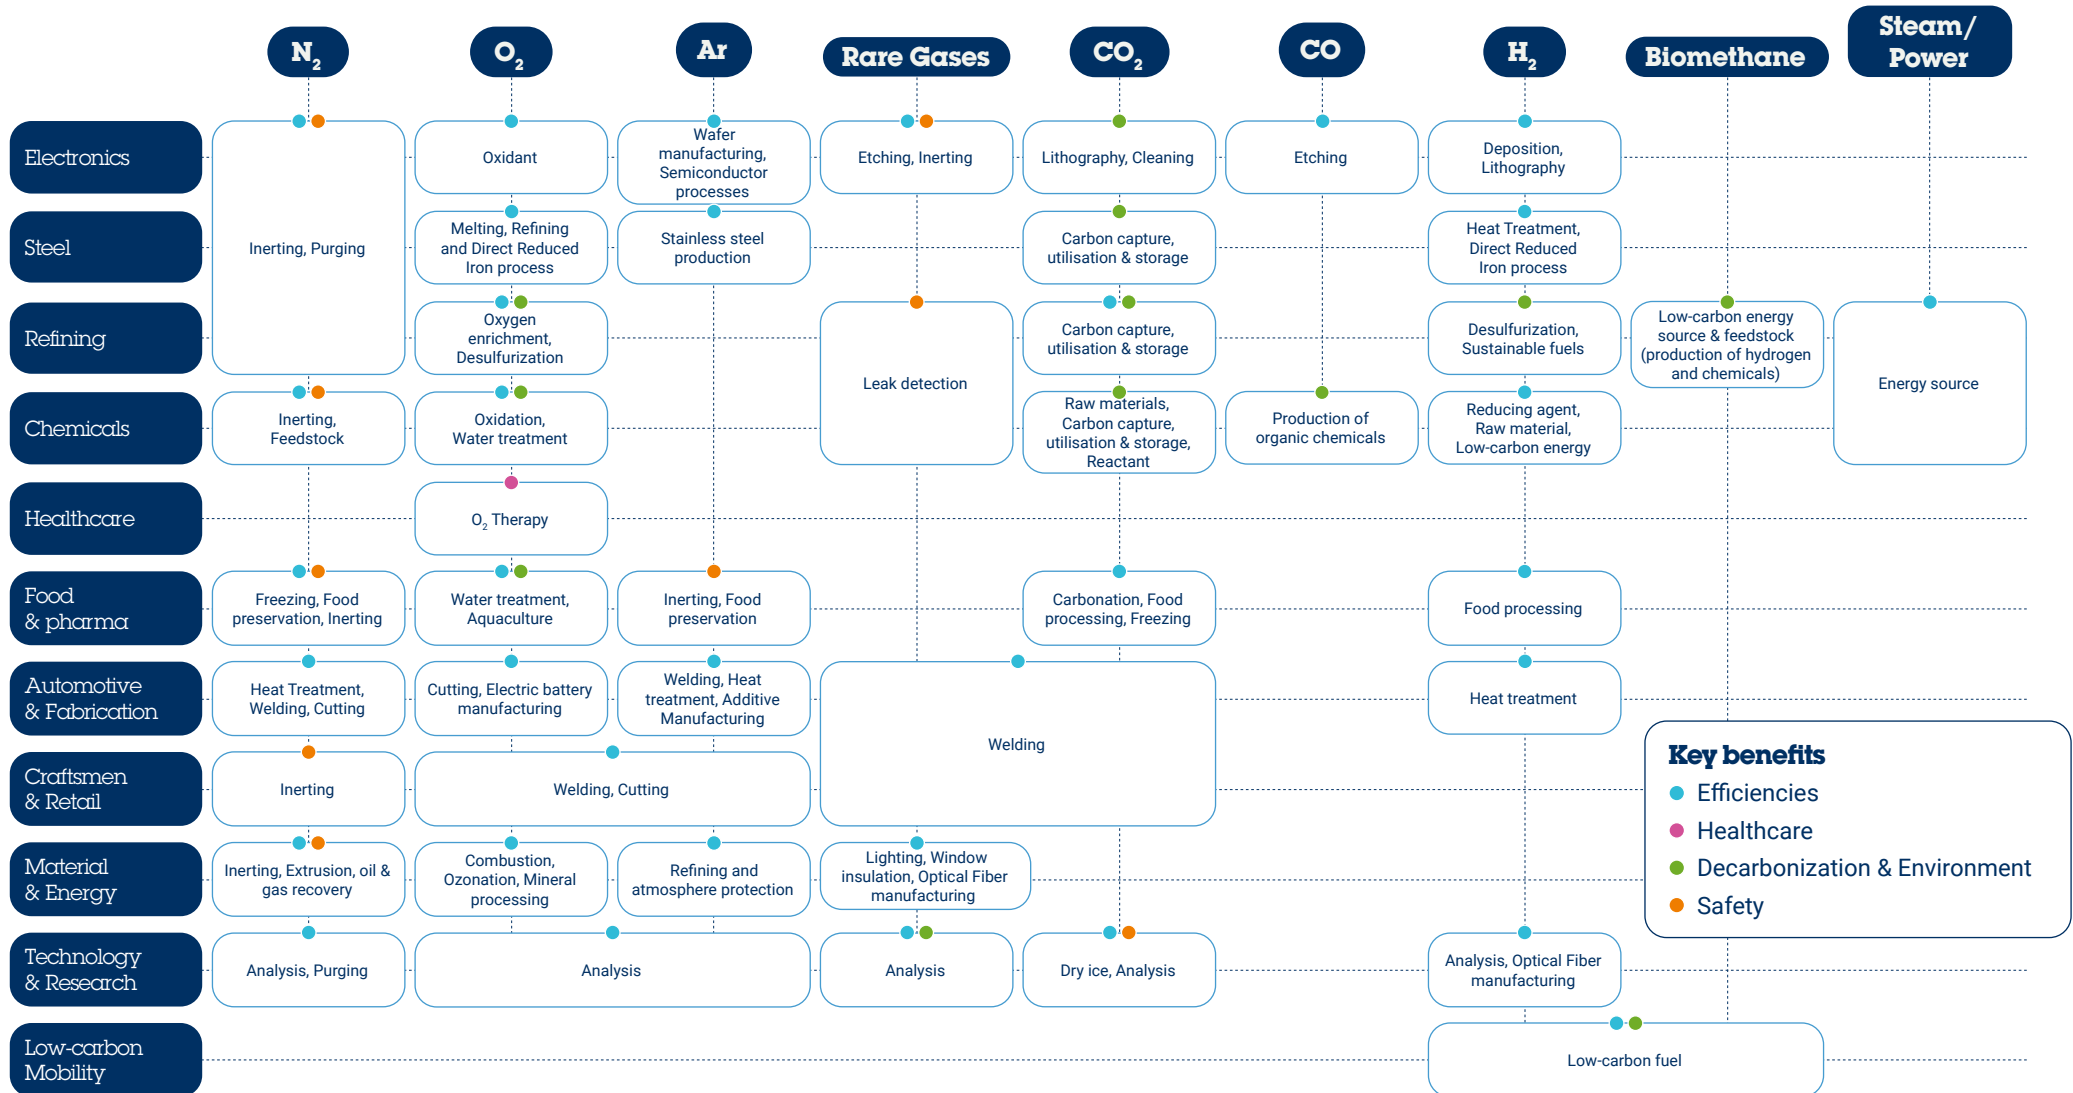 N2
O2
Ar
Rare Gases
CO2
CO
H2
Biomethane
Steam/
Power
Electronics
Inerting, Purging
Oxidant
Wafer
manufacturing,
Semiconductor
processes
Etching, Inerting
Lithography, Cleaning
Etching
Deposition,
Lithography
Steel
Melting, Refining
and Direct Reduced
Iron process
Stainless steel
production
Carbon capture,
utilisation & storage
Heat Treatment,
Direct Reduced
Iron process
Refining
Oxygen
enrichment,
Desulfurization
Leak detection
Carbon capture,
utilisation & storage
Desulfurization,
Sustainable fuels
Low-carbon energy
source & feedstock
(production of hydrogen
and chemicals)
Energy source
Chemicals
Inerting,
Feedstock
Oxidation,
Water treatment
Raw materials,
Carbon capture,
utilisation & storage,
Reactant
Production of
organic chemicals
Reducing agent,
Raw material,
Low-carbon energy
Healthcare
O2 Therapy
Food
& pharma
Freezing, Food
preservation, Inerting
Water treatment,
Aquaculture
Inerting, Food
preservation
Carbonation, Food
processing, Freezing
Food processing
Automotive
& Fabrication
Heat Treatment,
Welding, Cutting
Cutting, Electric battery
manufacturing
Welding, Heat
treatment, Additive
Manufacturing
Welding
Heat treatment
Craftsmen
& Retail
Inerting
Welding, Cutting
Material
& Energy
Inerting, Extrusion, oil &
gas recovery
Combustion,
Ozonation, Mineral
processing
Refining and
atmosphere protection
Lighting, Window
insulation, Optical Fiber
manufacturing
Technology
& Research
Analysis, Purging
Analysis
Analysis
Dry ice, Analysis
Analysis, Optical Fiber
manufacturing
Low-carbon
Mobility
Low-carbon fuel
Key benefits
Efficiencies
Healthcare
Decarbonization & Environment
Safety